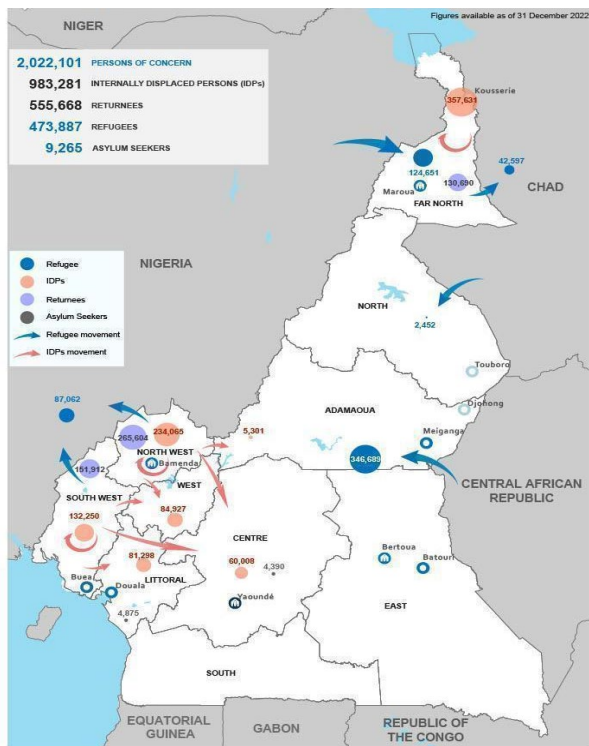 Figures available as of 31 December 2022
NIGER
2,022,101 PERSONS OF CONCERN
983,281 INTERNALLY DISPLACED PERSONS (IDPs)
555,668 RETURNEES
473,887 REFUGEES
9,265 ASYLUM SEEKERS
Kousserie
357,631
124,651
130,690
42,597
Maroua
FAR NORTH
CHAD
NIGERIA
Refugee
IDPs
Returnees
Asylum Seekers
Refugee movement
IDPs movement
NORTH
2,452
Touboro
Djohong
87,062
ADAMAOUA
5,301
Meiganga
265,604
234,065
NORTH WEST
Bamenda
346,689
151,912
SOUTH WEST
WEST
CENTRAL AFRICAN
REPUBLIC
132,250
84,927
CENTRE
81,298
60,008
4,390
Bertoua
Batouri
Buea
Douala
LITTORAL
Yaoundé
EAST
4,875
SOUTH
EQUATORIAL
GUINEA
GABON
REPUBLIC OF
THE CONGO